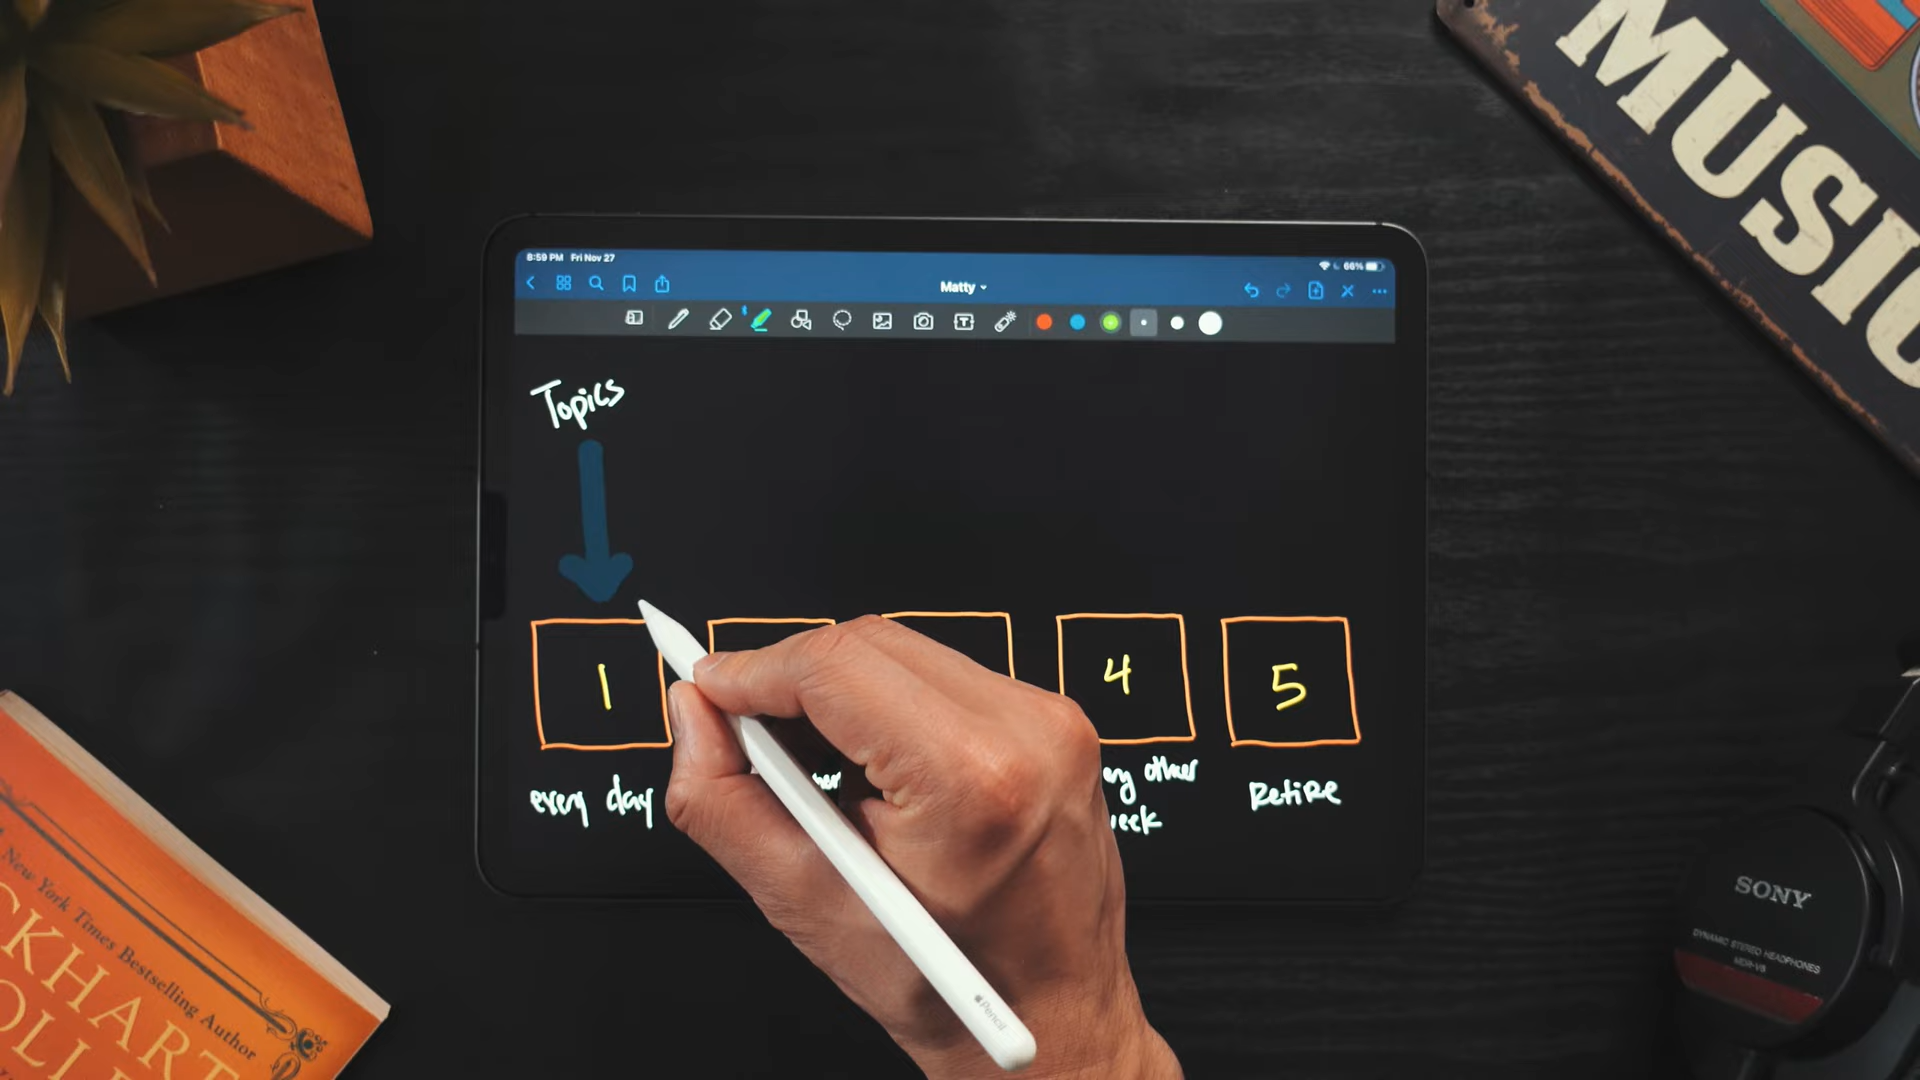 MUSIC
8:59 PM Fri Nov 27
66%
Matty
Topics
1
4
5
every day
other
week
Retire
New York Times Bestselling Author
CKHART
OLL
Pencil
SONY
DYNAMIC STEREO HEADPHONES
MDR-V6